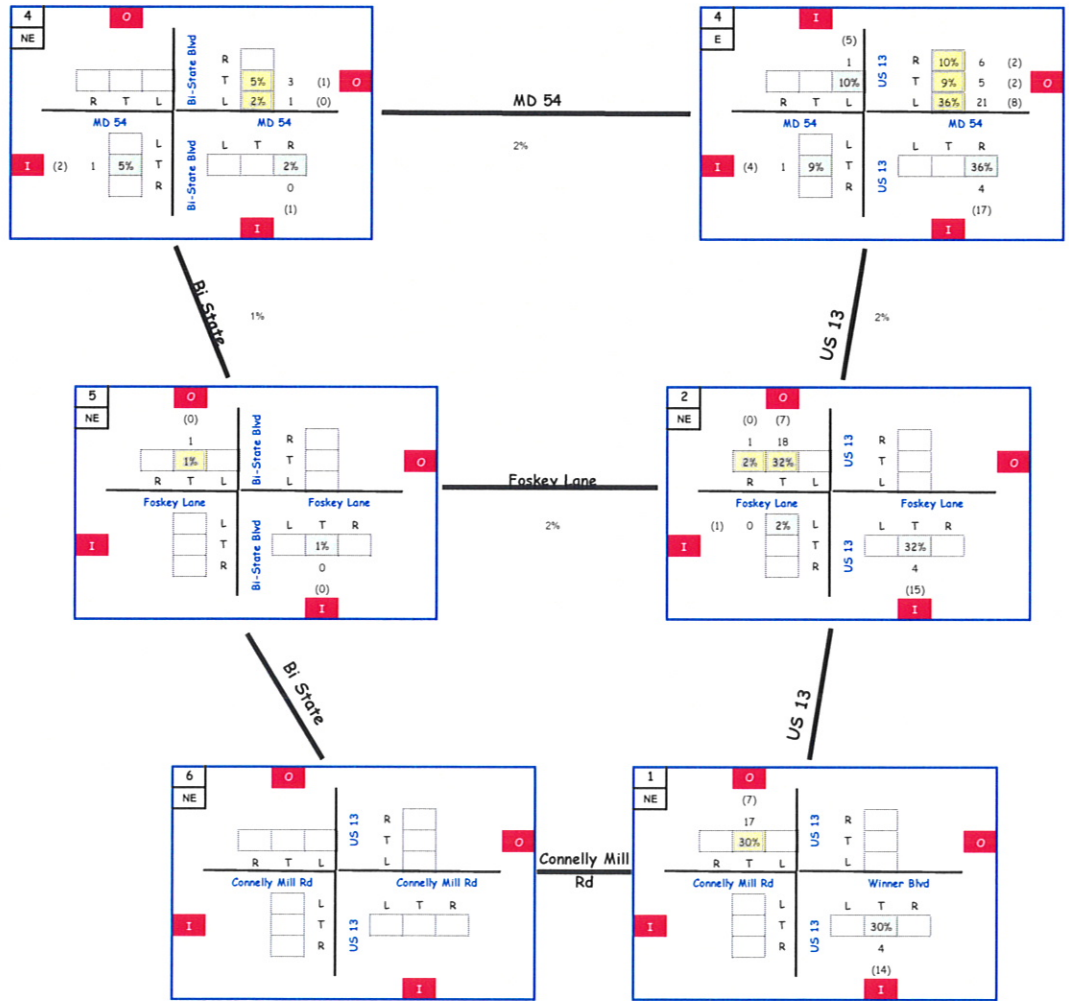 4
NE
O
Bi-State Blvd
R
T 5% 3 (1)
L 2% 1 (0)
O
R T L
MD 54
MD 54
I (2) 1 5%
L
T
R
Bi-State Blvd
L T R
2%
0
(1)
I
MD 54
2%
4
E
I
(5)
1
10%
US 13
R 10% 6 (2)
T 9% 5 (2)
L 36% 21 (8)
O
R T L
MD 54
MD 54
I (4) 1 9%
L
T
R
US 13
L T R
36%
4
(17)
I
Bi State
1%
US 13
2%
5
NE
O
(0)
1
1%
Bi-State Blvd
R
T
L
O
R T L
Foskey Lane
Foskey Lane
I
L
T
R
Bi-State Blvd
L T R
1%
0
(0)
I
Foskey Lane
2%
2
NE
O
(0) (7)
1 18
2% 32%
US 13
R
T
L
O
R T L
Foskey Lane
Foskey Lane
(1) 0 2% L
I
T
R
US 13
L T R
32%
4
(15)
I
Bi State
US 13
6
NE
O
US 13
R
T
L
O
R T L
Connelly Mill Rd
Connelly Mill Rd
I
L
T
R
US 13
L T R
I
Connelly Mill
Rd
1
NE
O
(7)
17
30%
US 13
R
T
L
O
R T L
Connelly Mill Rd
Winner Blvd
I
L
T
R
US 13
L T R
30%
4
(14)
I